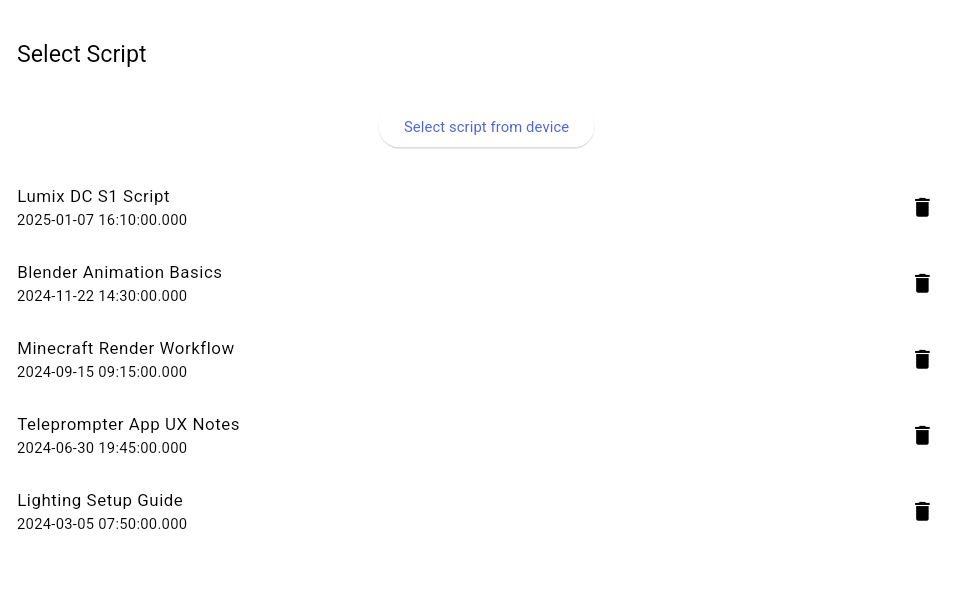 Select Script
Select script from device
Lumix DC S1 Script
2025-01-07 16:10:00.000
Blender Animation Basics
2024-11-22 14:30:00.000
Minecraft Render Workflow
2024-09-15 09:15:00.000
Teleprompter App UX Notes
2024-06-30 19:45:00.000
Lighting Setup Guide
2024-03-05 07:50:00.000